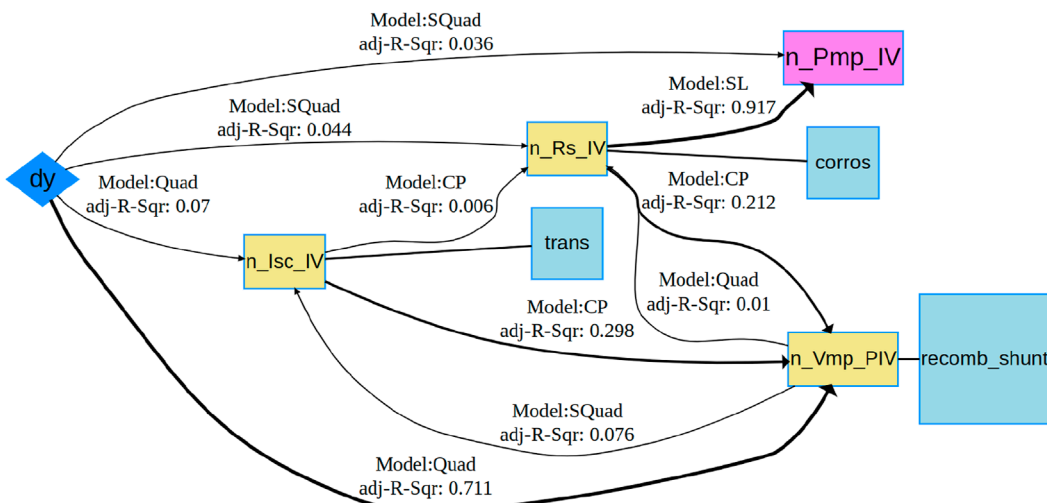 Model:SQuad
adj-R-Sqr: 0.036
n_Pmp_IV
Model:SL
adj-R-Sqr: 0.917
Model:SQuad
adj-R-Sqr: 0.044
n_Rs_IV
corros
dy
Model:Quad
adj-R-Sqr: 0.07
Model:CP
adj-R-Sqr: 0.006
Model:CP
adj-R-Sqr: 0.212
n_Isc_IV
trans
Model:Quad
adj-R-Sqr: 0.01
Model:CP
adj-R-Sqr: 0.298
n_Vmp_PIV
recomb_shunt
Model:SQuad
adj-R-Sqr: 0.076
Model:Quad
adj-R-Sqr: 0.711